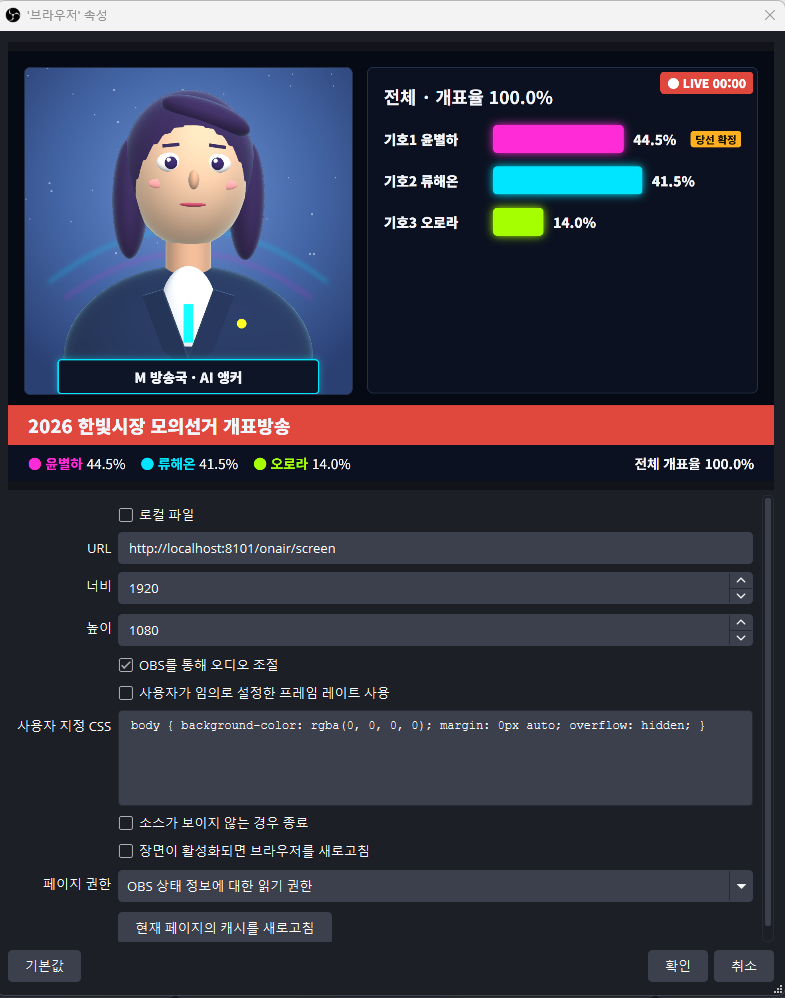 '브라우저' 속성
LIVE 00:00
전체 · 개표율 100.0%
기호1 윤별하 44.5% 당선 확정
기호2 류해온 41.5%
기호3 오로라 14.0%
M 방송국 · AI 앵커
2026 한빛시장 모의선거 개표방송
윤별하 44.5% 류해온 41.5% 오로라 14.0% 전체 개표율 100.0%
로컬 파일
URL http://localhost:8101/onair/screen
너비 1920
높이 1080
OBS를 통해 오디오 조절
사용자가 임의로 설정한 프레임 레이트 사용
사용자 지정 CSS body { background-color: rgba(0, 0, 0, 0); margin: 0px auto; overflow: hidden; }
소스가 보이지 않는 경우 종료
장면이 활성화되면 브라우저를 새로고침
페이지 권한 OBS 상태 정보에 대한 읽기 권한
현재 페이지의 캐시를 새로고침
기본값 확인 취소